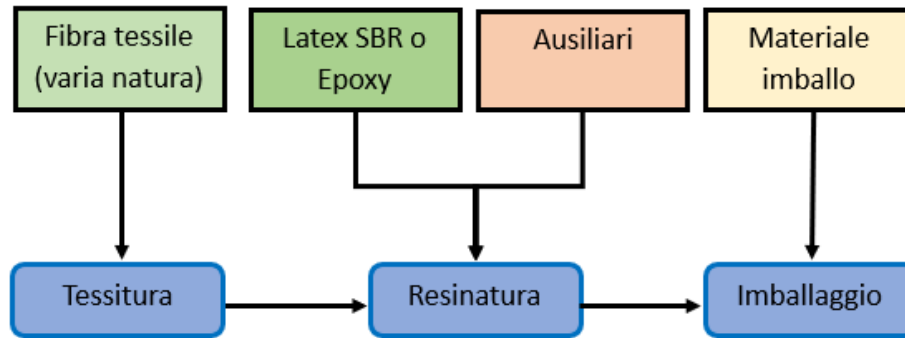 Fibra tessile
(varia natura)
Latex SBR o
Epoxy
Ausiliari
Materiale
imballo
Tessitura
Resinatura
Imballaggio